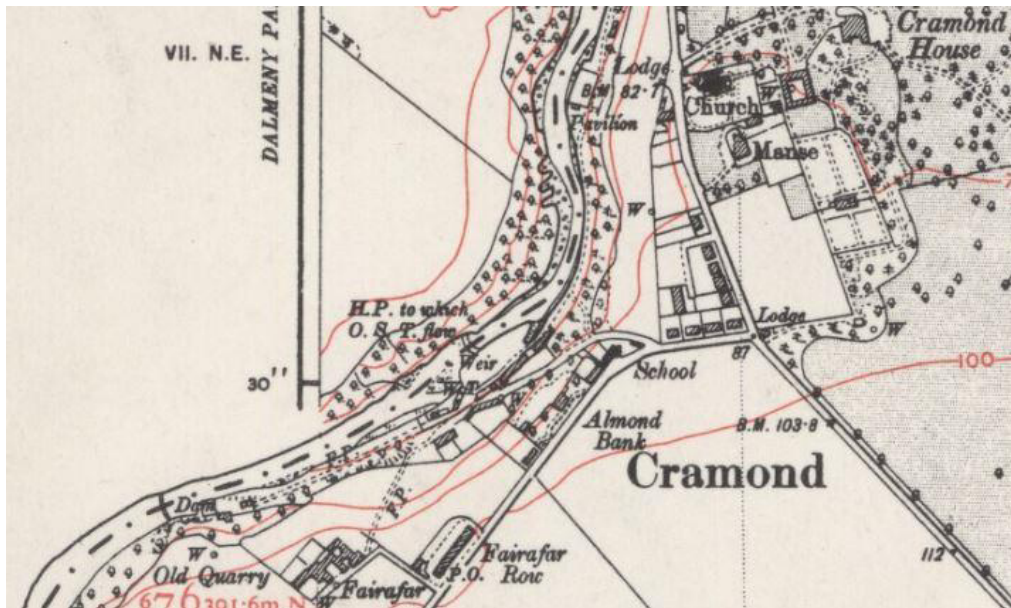 Cramond
House
VII. N.E.
Lodge
B.M. 82·7
DALMENY PA
Church
W
Pavilion
Manse
W
H.P. to which
O. S. T. flow
Lodge
W
Weir
87
School
100
30"
W
Almond
Bank
B.M. 103·8
Cramond
F.P.
Dam
F.P.
112
W
Old Quarry
Fairafar
Row
P.O.
Fairafar
W
676 391·6m N